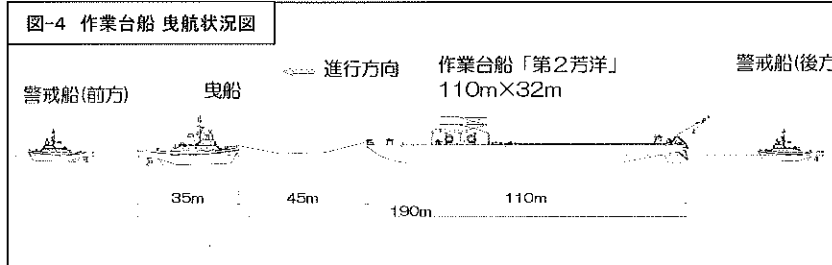 図-4 作業台船 曳航状況図
進行方向
作業台船「第2芳洋」
110m×32m
警戒船(後方
警戒船(前方)
曳船
35m
45m
110m
190m